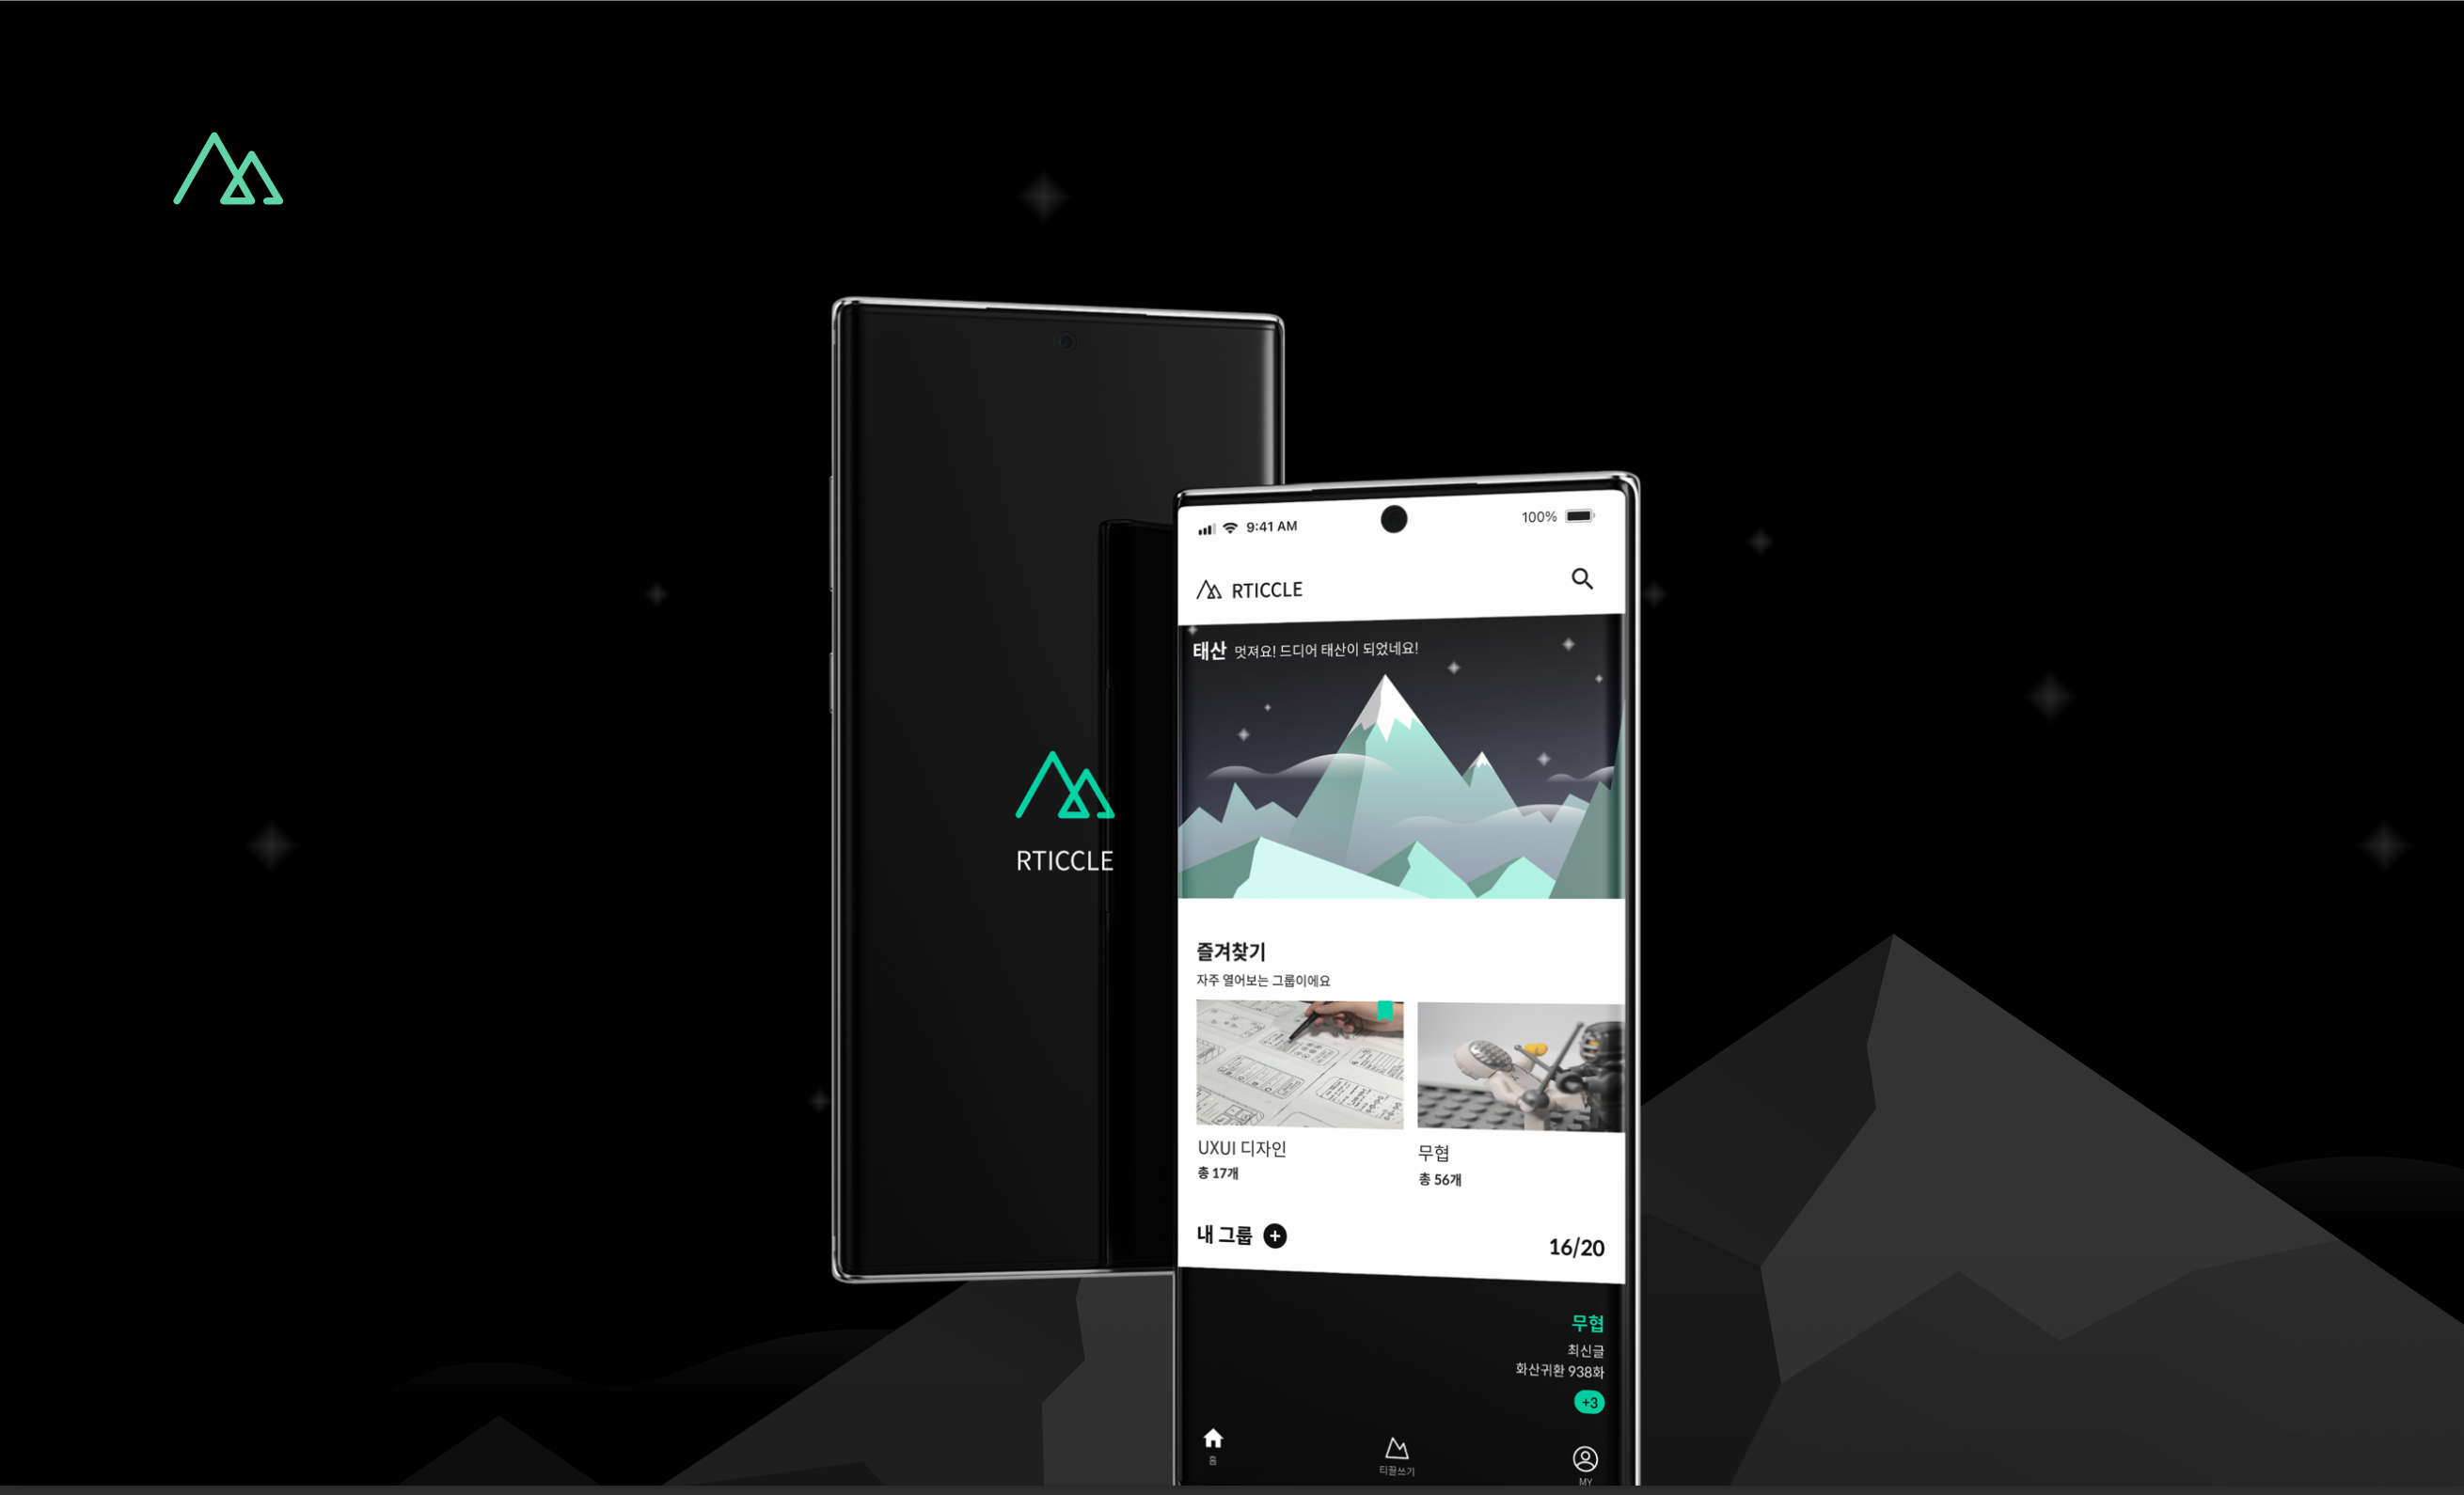 RTICCLE
9:41 AM
100%
RTICCLE
태산 멋져요! 드디어 태산이 되었네요!
즐겨찾기
자주 열어보는 그룹이에요
UXUI 디자인
총 17개
무협
총 56개
내 그룹
16/20
무협
최신글
화산귀환 938화
+3
홈
티끌쓰기
MY